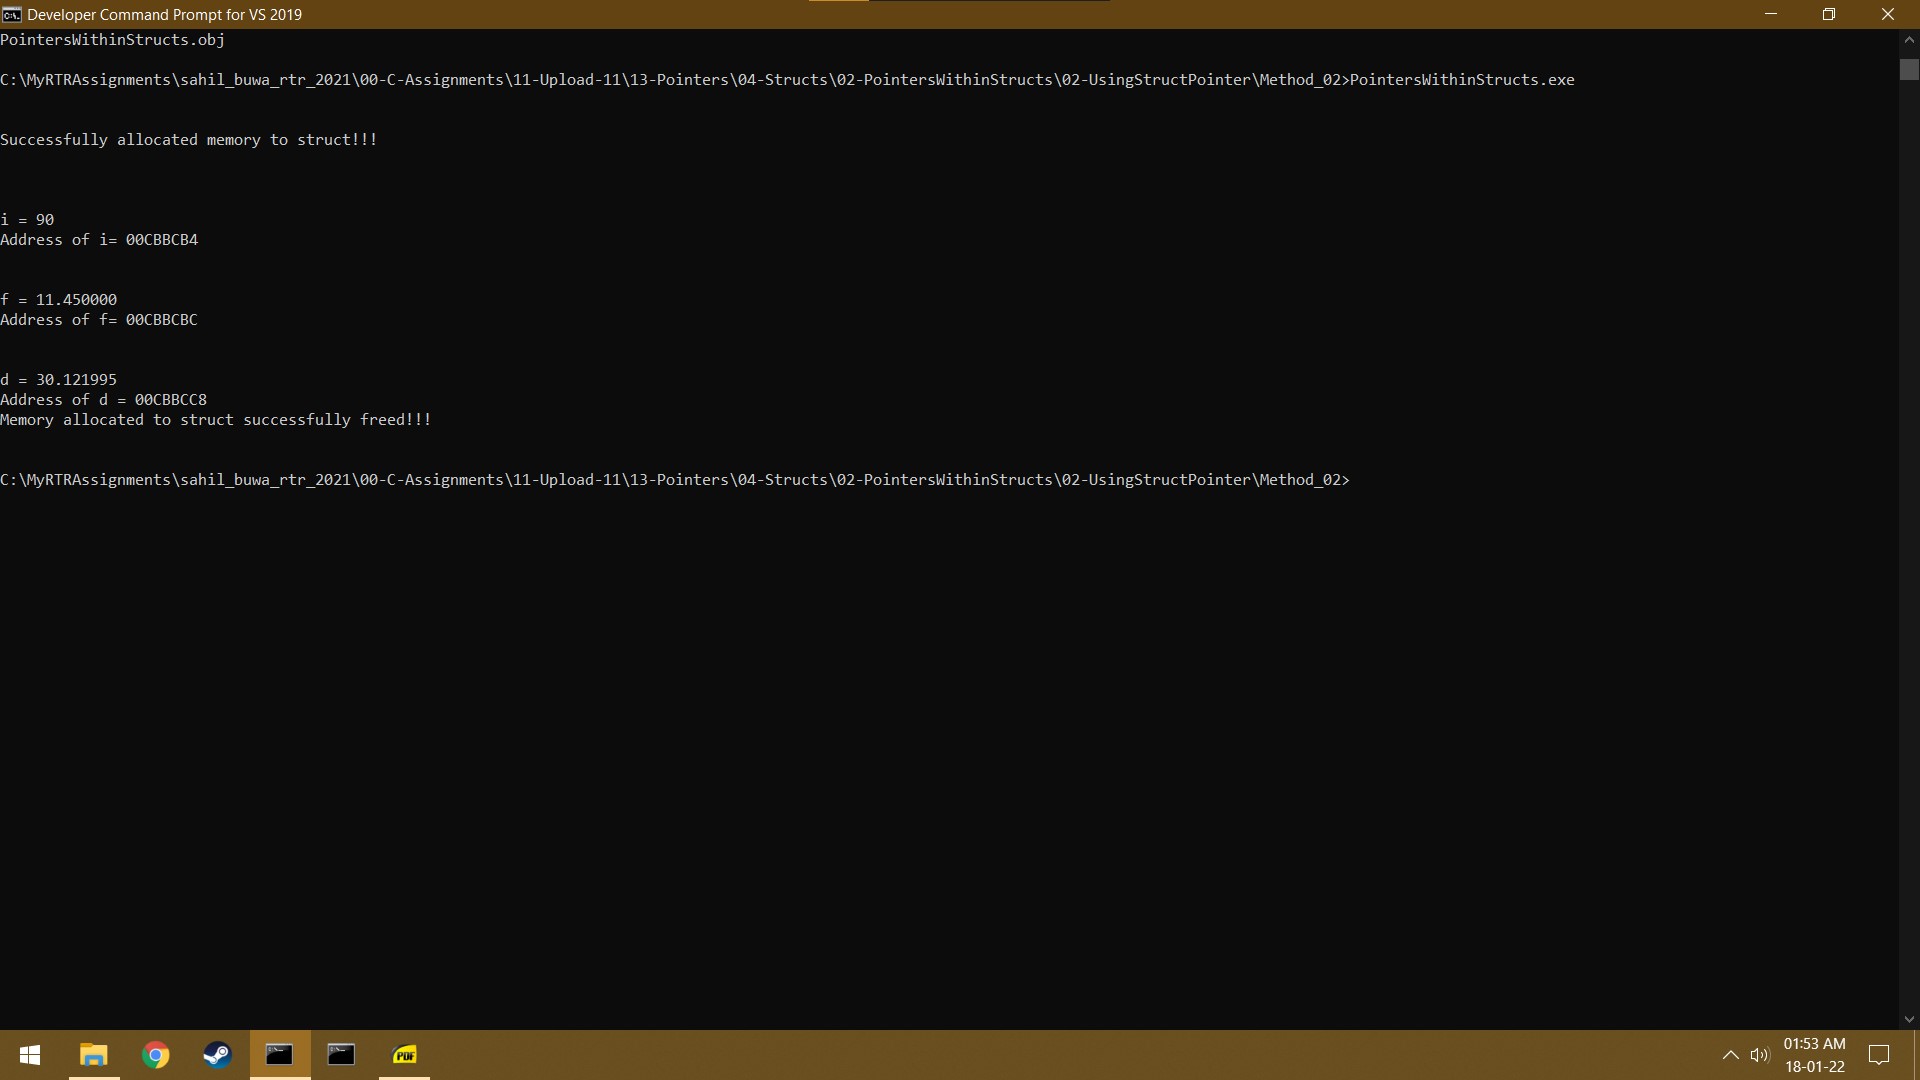 Developer Command Prompt for VS 2019
PointersWithinStructs.obj
C:\MyRTRAssignments\sahil_buwa_rtr_2021\00-C-Assignments\11-Upload-11\13-Pointers\04-Structs\02-PointersWithinStructs\02-UsingStructPointer\Method_02>PointersWithinStructs.exe
Successfully allocated memory to struct!!!
i = 90
Address of i= 00CBBCB4
f = 11.450000
Address of f= 00CBBCBC
d = 30.121995
Address of d = 00CBBCC8
Memory allocated to struct successfully freed!!!
C:\MyRTRAssignments\sahil_buwa_rtr_2021\00-C-Assignments\11-Upload-11\13-Pointers\04-Structs\02-PointersWithinStructs\02-UsingStructPointer\Method_02>
PDF
01:53 AM
18-01-22